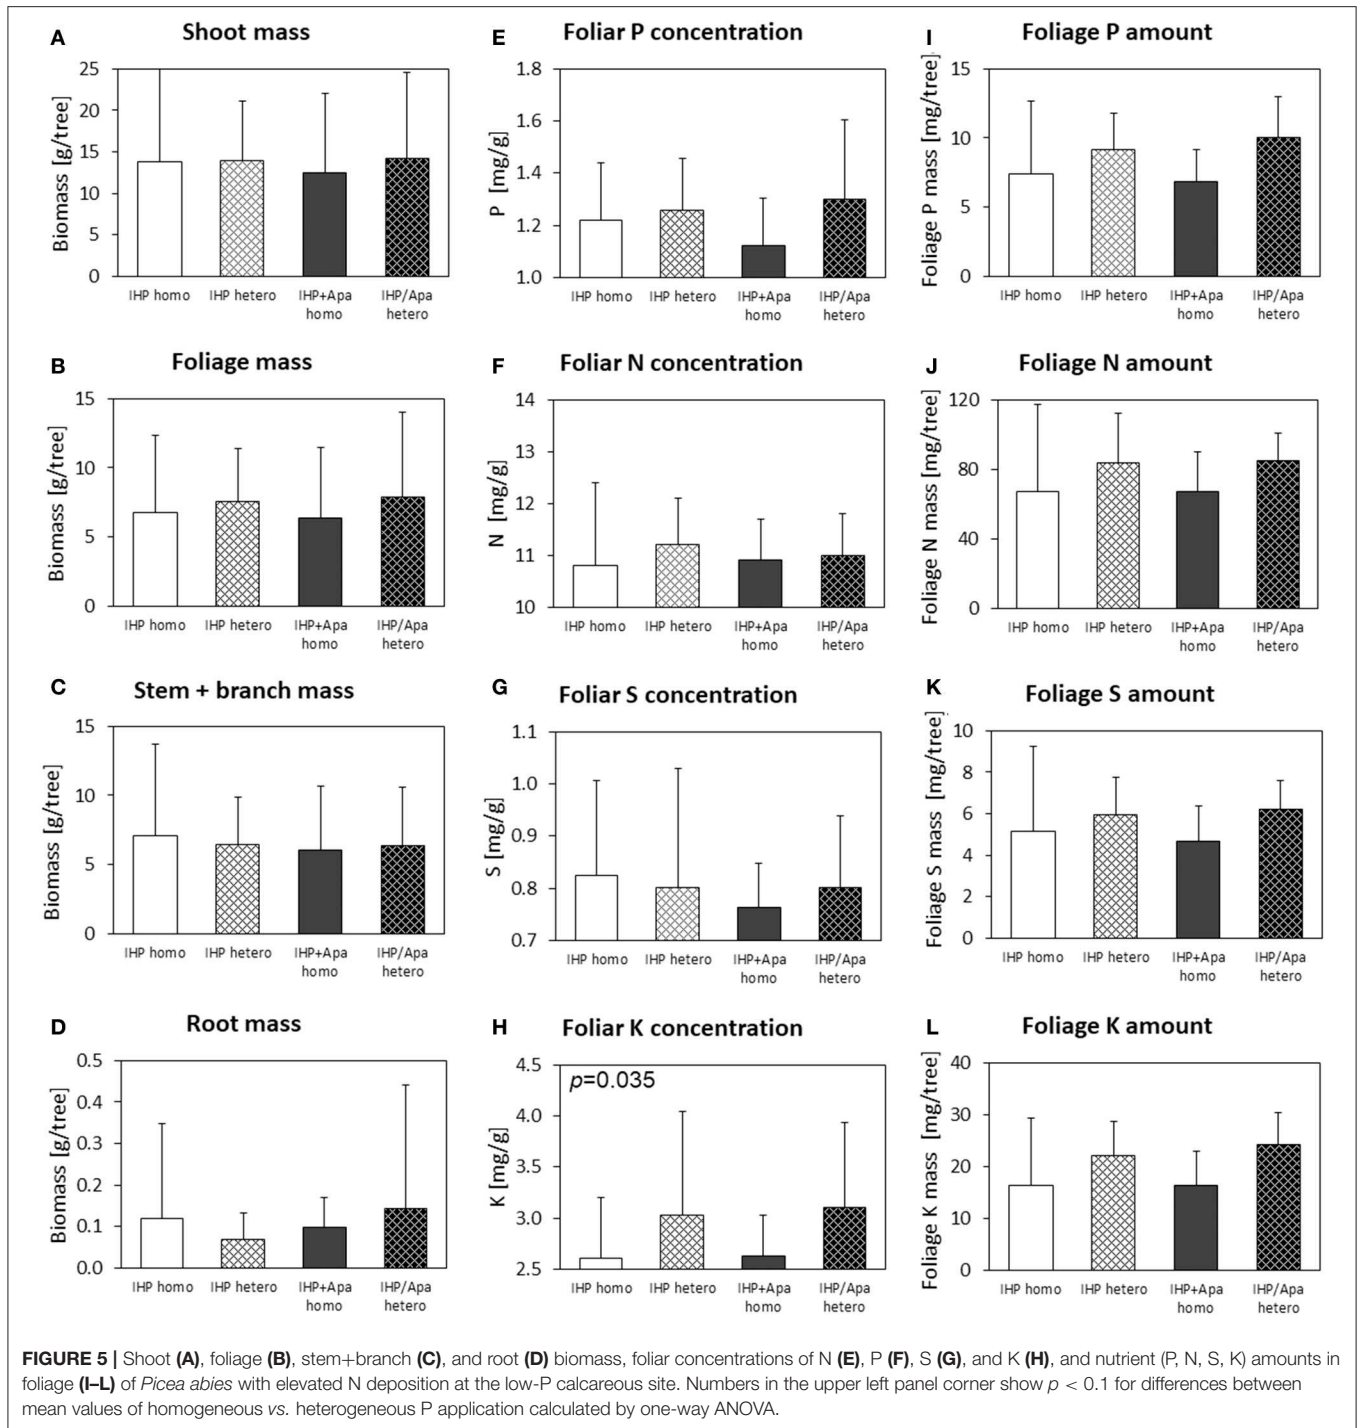 A
Shoot mass
Biomass [g/tree]
25
20
15
10
5
0
IHP homo IHP hetero IHP+Apa homo IHP/Apa hetero
E
Foliar P concentration
P [mg/g]
1.8
1.6
1.4
1.2
1.0
IHP homo IHP hetero IHP+Apa homo IHP/Apa hetero
I
Foliage P amount
Foliage P mass [mg/tree]
15
10
5
0
IHP homo IHP hetero IHP+Apa homo IHP/Apa hetero
B
Foliage mass
Biomass [g/tree]
15
10
5
0
IHP homo IHP hetero IHP+Apa homo IHP/Apa hetero
F
Foliar N concentration
N [mg/g]
14
13
12
11
10
IHP homo IHP hetero IHP+Apa homo IHP/Apa hetero
J
Foliage N amount
Foliage N mass [mg/tree]
120
80
40
0
IHP homo IHP hetero IHP+Apa homo IHP/Apa hetero
C
Stem + branch mass
Biomass [g/tree]
15
10
5
0
IHP homo IHP hetero IHP+Apa homo IHP/Apa hetero
G
Foliar S concentration
S [mg/g]
1.1
1.0
0.9
0.8
0.7
IHP homo IHP hetero IHP+Apa homo IHP/Apa hetero
K
Foliage S amount
Foliage S mass [mg/tree]
10
8
6
4
2
0
IHP homo IHP hetero IHP+Apa homo IHP/Apa hetero
D
Root mass
Biomass [g/tree]
0.5
0.4
0.3
0.2
0.1
0.0
IHP homo IHP hetero IHP+Apa homo IHP/Apa hetero
H
Foliar K concentration
p=0.035
K [mg/g]
4.5
4.0
3.5
3.0
2.5
IHP homo IHP hetero IHP+Apa homo IHP/Apa hetero
L
Foliage K amount
Foliage K mass [mg/tree]
40
30
20
10
0
IHP homo IHP hetero IHP+Apa homo IHP/Apa hetero
FIGURE 5 | Shoot (A), foliage (B), stem+branch (C), and root (D) biomass, foliar concentrations of N (E), P (F), S (G), and K (H), and nutrient (P, N, S, K) amounts in
foliage (I–L) of Picea abies with elevated N deposition at the low-P calcareous site. Numbers in the upper left panel corner show p < 0.1 for differences between
mean values of homogeneous vs. heterogeneous P application calculated by one-way ANOVA.